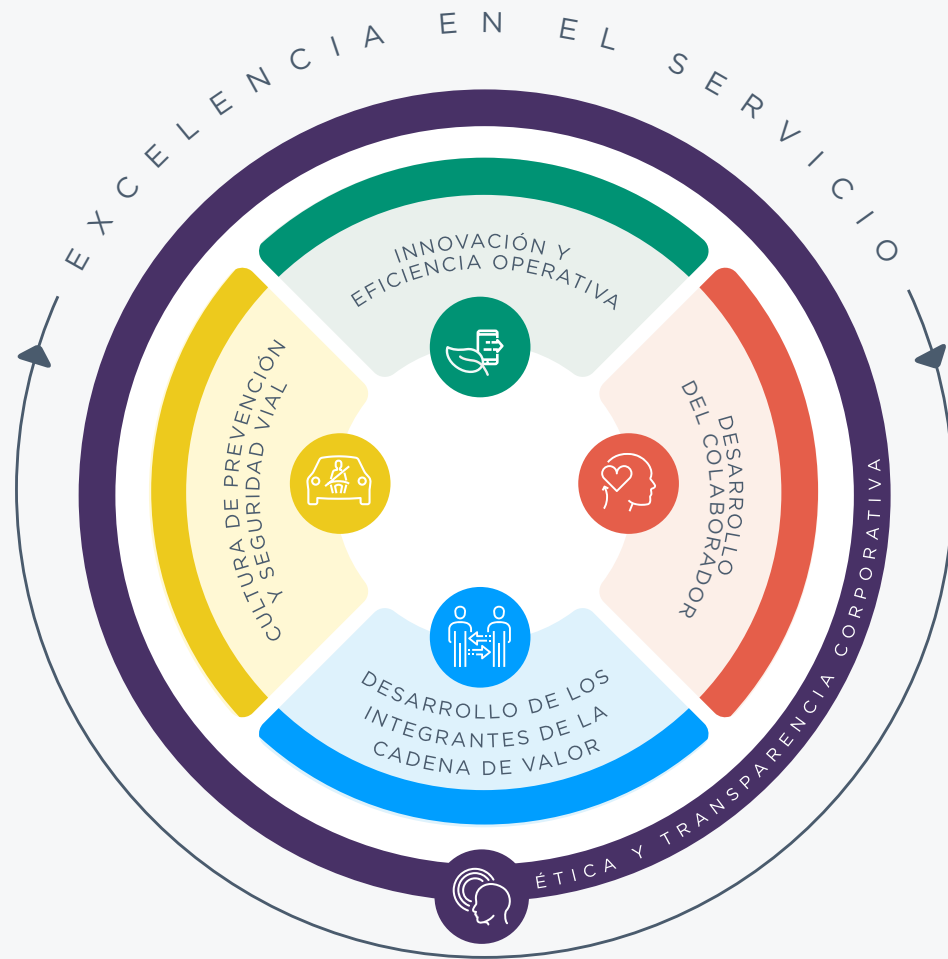 EXCELENCIA EN EL SERVICIO
INNOVACIÓN Y
EFICIENCIA OPERATIVA
CULTURA DE PREVENCIÓN
Y SEGURIDAD VIAL
DESARROLLO
DEL COLABORADOR
DESARROLLO DE LOS
INTEGRANTES DE LA
CADENA DE VALOR
ÉTICA Y TRANSPARENCIA CORPORATIVA